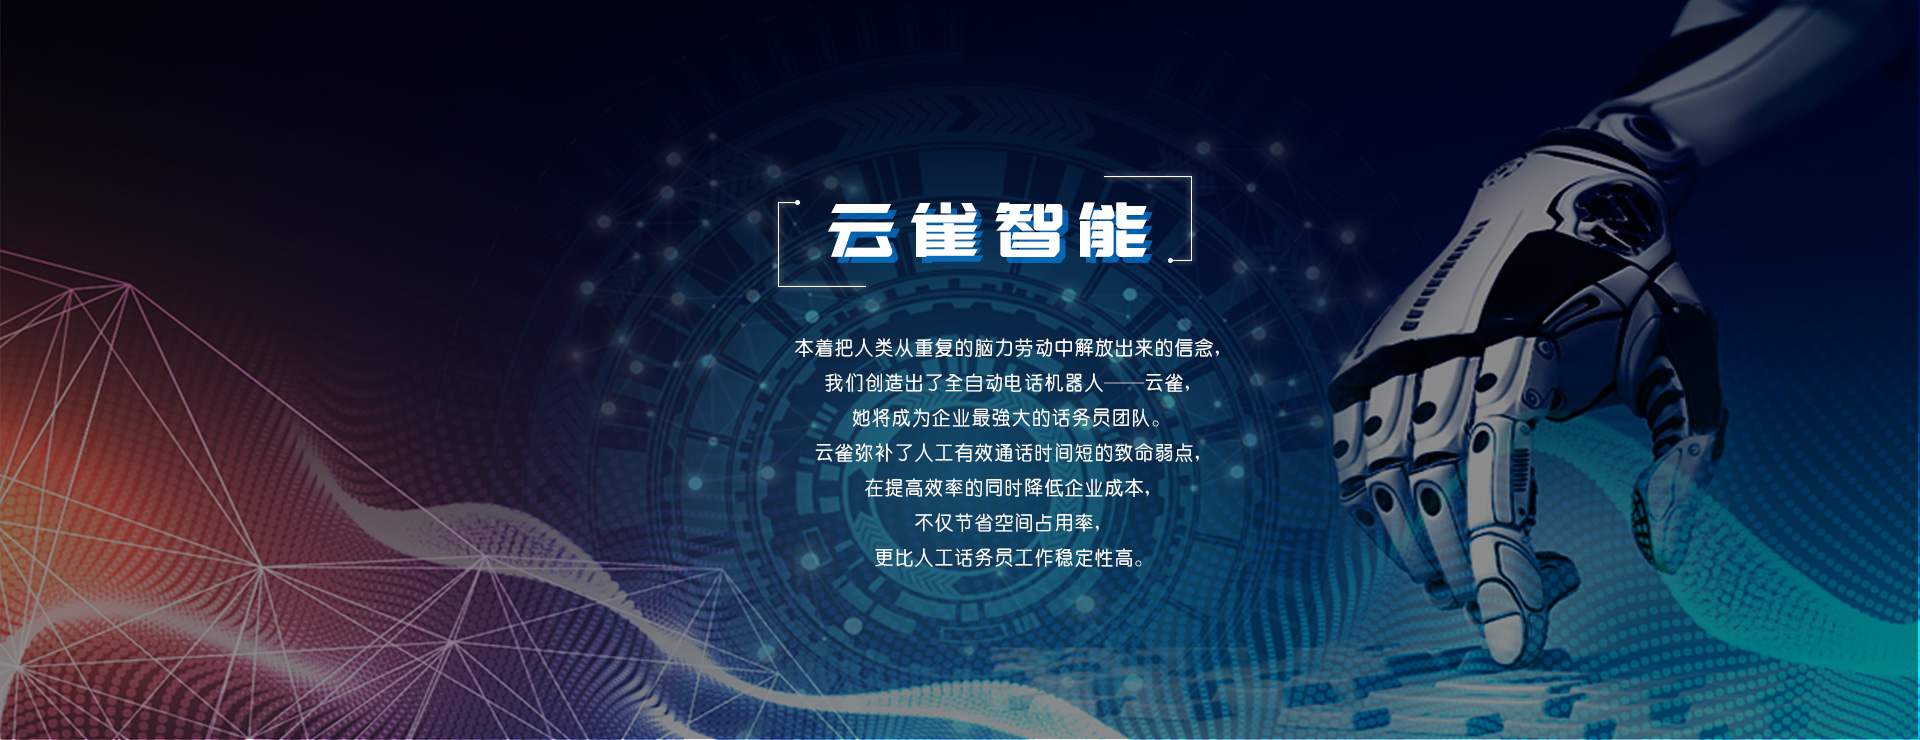 云雀智能
本着把人类从重复的脑力劳动中解放出来的信念，
我们创造出了全自动电话机器人——云雀，
她将成为企业最強大的话务员团队。
云雀弥补了人工有效通话时间短的致命弱点，
在提高效率的同时降低企业成本，
不仅节省空间占用率，
更比人工话务员工作稳定性高。